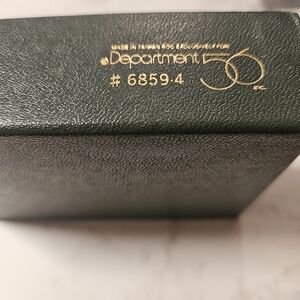 MADE IN TAIWAN ROC EXCLUSIVELY FOR
Department 56 INC.
# 6859-4